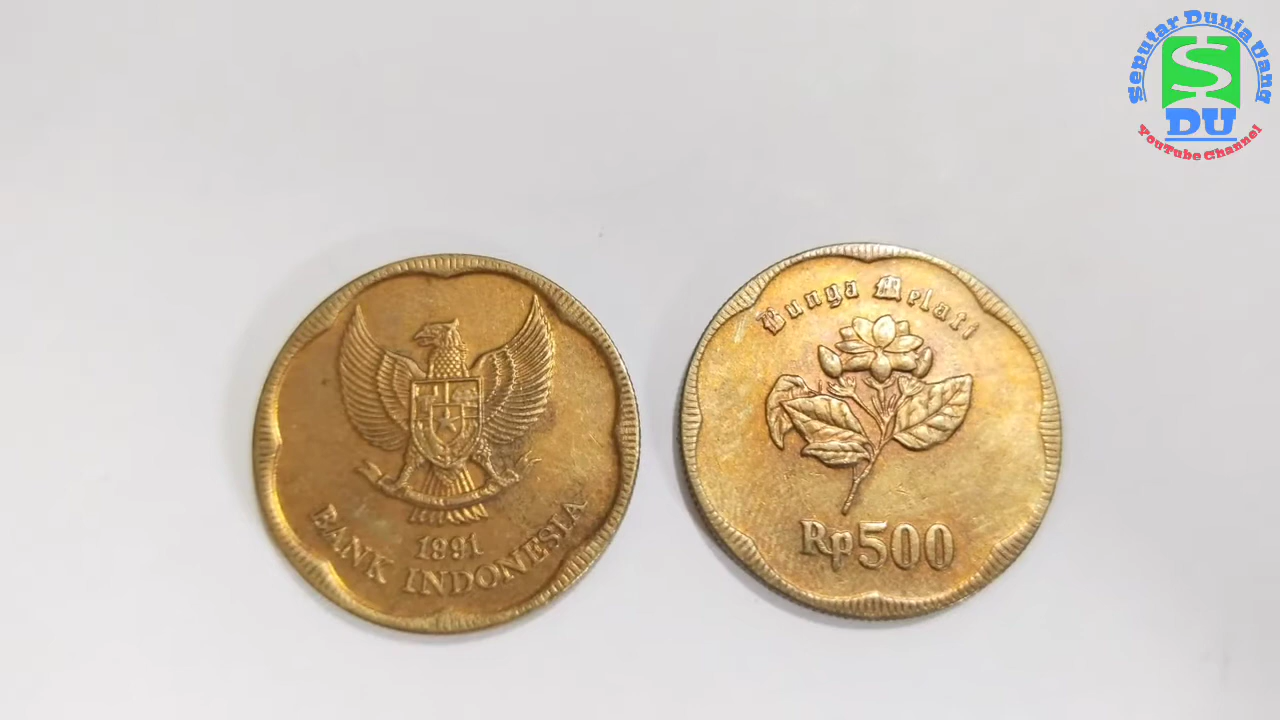 Seputar Dunia Uang
S
DU
YouTube Channel
1991
BANK INDONESIA
Bunga Melati
Rp500